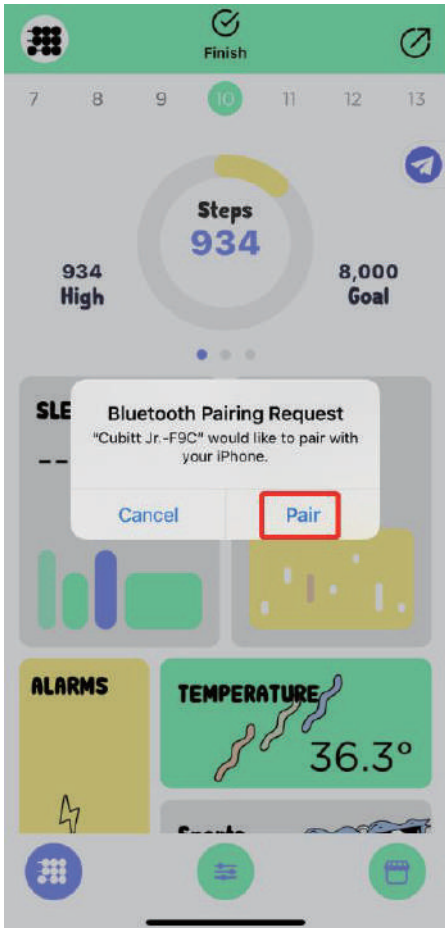 Finish
7 8 9 10 11 12 13
Steps
934
934
High
8,000
Goal
SLE
--
Bluetooth Pairing Request
"Cubitt Jr.-F9C" would like to pair with
your iPhone.
Cancel Pair
ALARMS
TEMPERATURE
36.3°